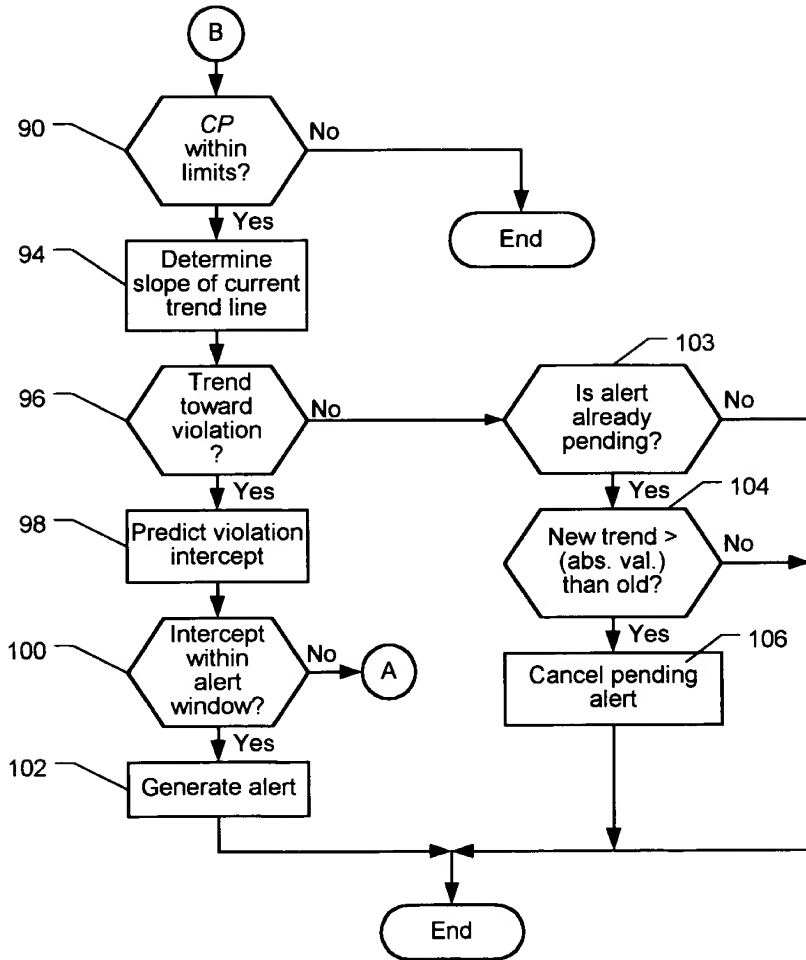 B
90
CP
within
limits?
No
Yes
End
94
Determine
slope of current
trend line
96
Trend
toward
violation
?
No
Yes
103
Is alert
already
pending?
No
Yes
104
98
Predict violation
intercept
New trend >
(abs. val.)
than old?
No
Yes
100
Intercept
within
alert
window?
No
A
Yes
106
Cancel pending
alert
102
Generate alert
End